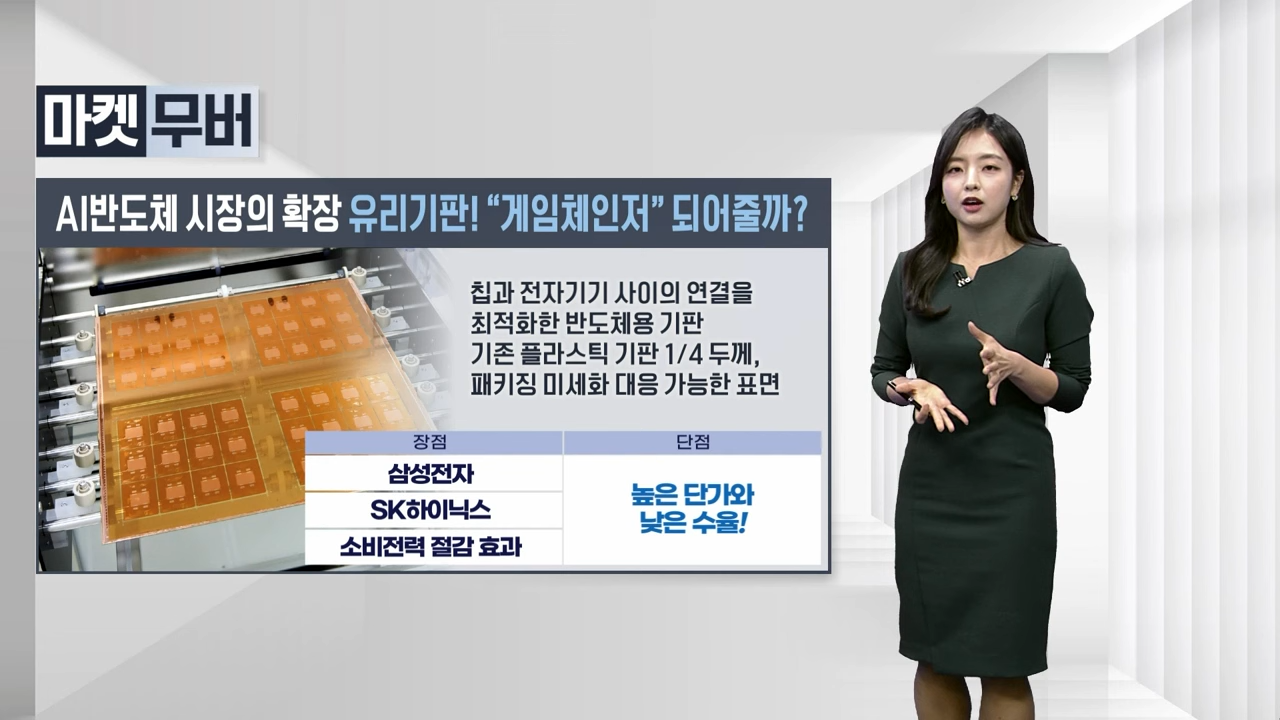 마켓무버
AI반도체 시장의 확장 유리기판! “게임체인저” 되어줄까?
칩과 전자기기 사이의 연결을
최적화한 반도체용 기판
기존 플라스틱 기판 1/4 두께,
패키징 미세화 대응 가능한 표면
장점
단점
삼성전자
SK하이닉스
소비전력 절감 효과
높은 단가와
낮은 수율!